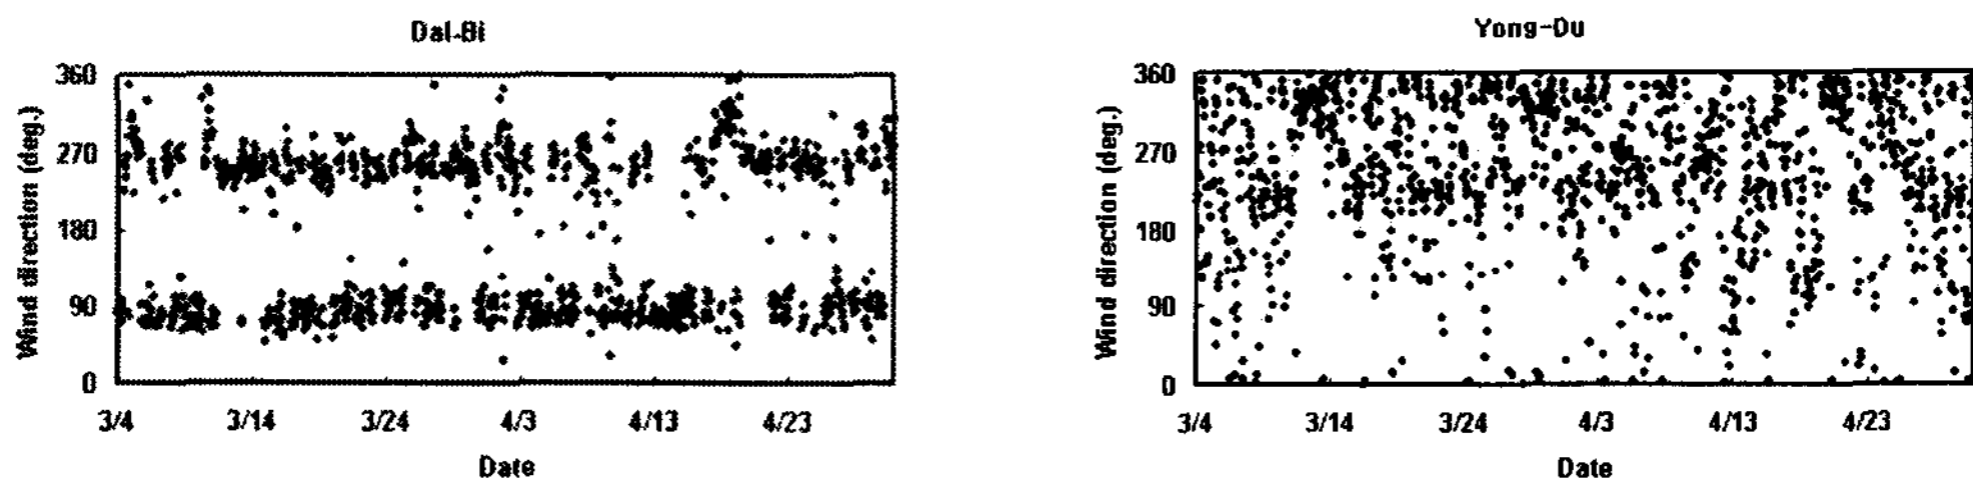 Dal-Bi
Wind direction (deg.)
360
270
180
90
0
3/4 3/14 3/24 4/3 4/13 4/23
Date
Yong-Du
Wind direction (deg.)
360
270
180
90
0
3/4 3/14 3/24 4/3 4/13 4/23
Date